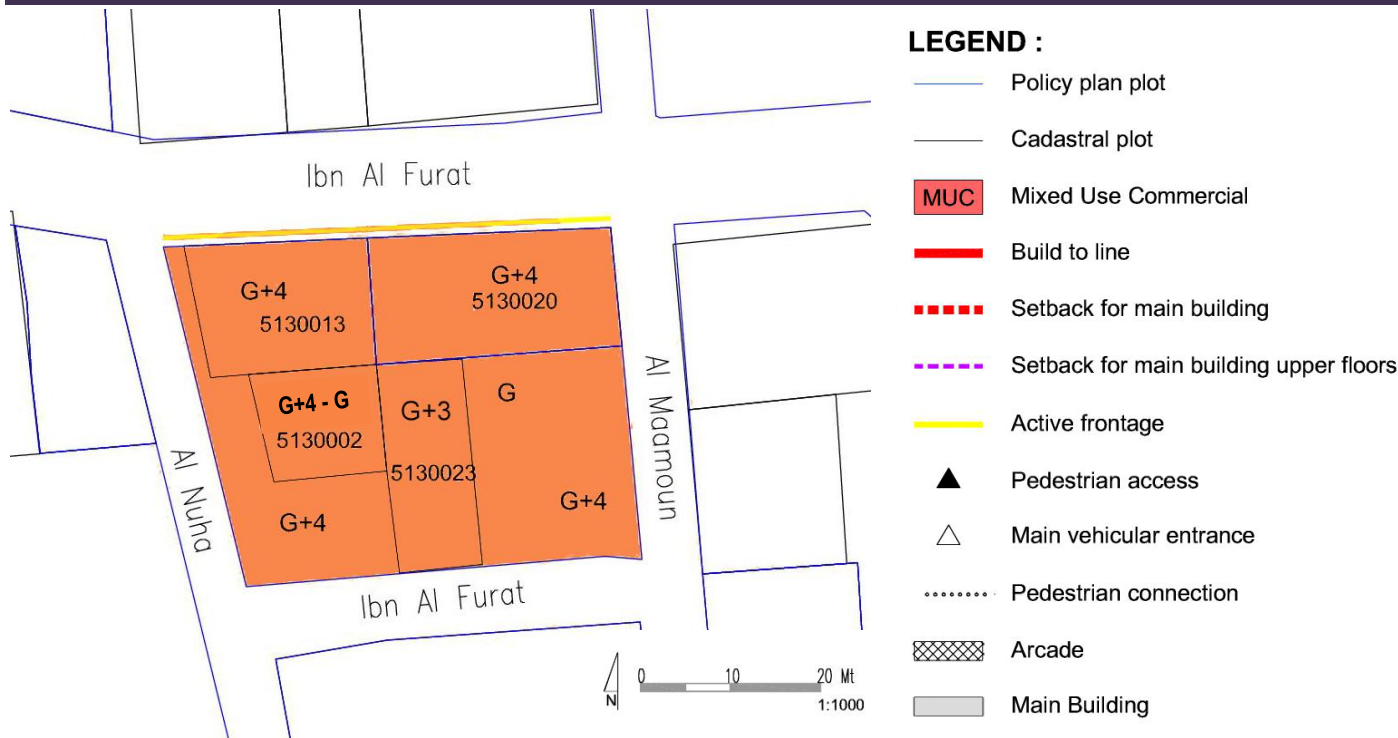 Ibn Al Furat
G+4
5130013
G+4
5130020
G+4 - G
5130002
G+3
5130023
G
G+4
G+4
Al Nuha
Al Maamoun
Ibn Al Furat
N
0 10 20 Mt
1:1000
LEGEND :
Policy plan plot
Cadastral plot
MUC Mixed Use Commercial
Build to line
Setback for main building
Setback for main building upper floors
Active frontage
Pedestrian access
Main vehicular entrance
Pedestrian connection
Arcade
Main Building